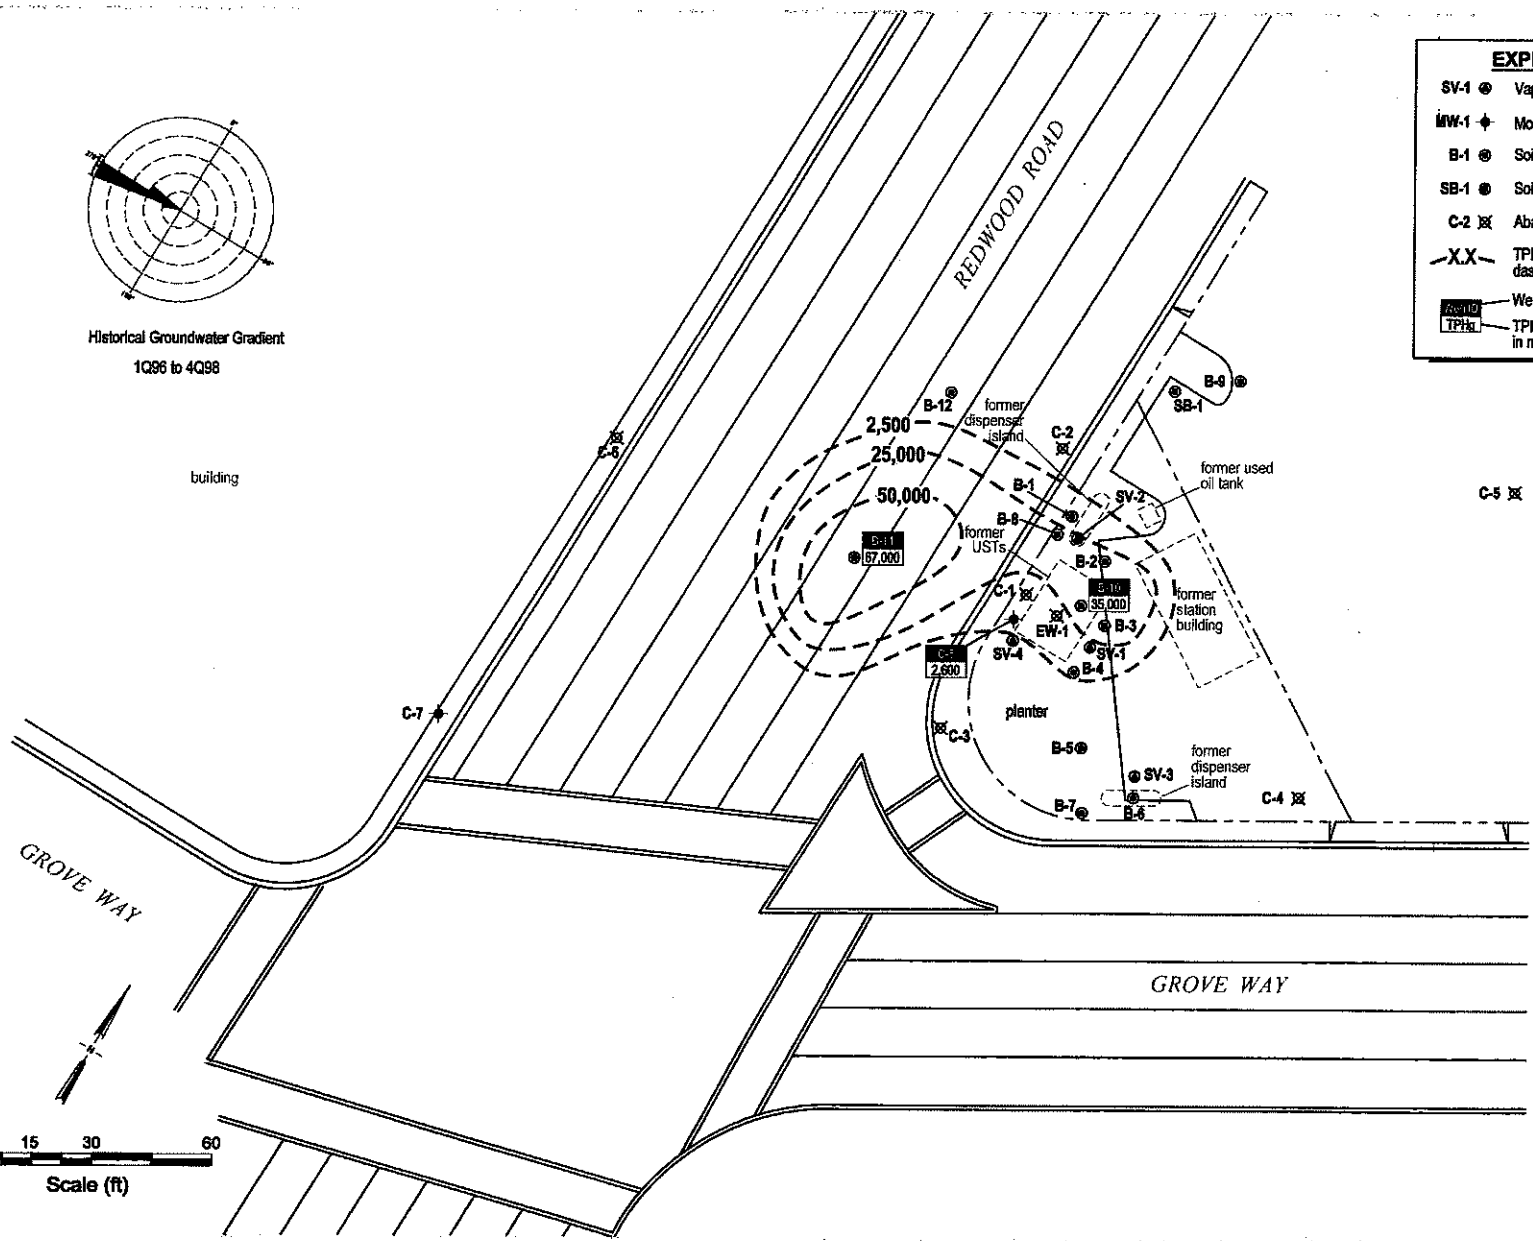 EXP
SV-1 Va
MW-1 Mo
B-1 Soi
SB-1 Soi
C-2 Aba
X.X TPH
das
We
TPHg TPH
in m
Historical Groundwater Gradient
1Q96 to 4Q98
REDWOOD ROAD
building
C-6
B-12
2,500
25,000
50,000
former
dispenser
island
C-2
B-9
SB-1
B-1
SV-2
former used
oil tank
C-5
B-8
former
USTs
B-11
67,000
B-2
C-1
B-10
35,000
former
station
building
EW-1
B-3
SV-4
SV-1
2,600
B-4
planter
C-7
C-3
B-5
former
dispenser
island
SV-3
B-7
B-6
C-4
GROVE WAY
GROVE WAY
N
15 30 60
Scale (ft)